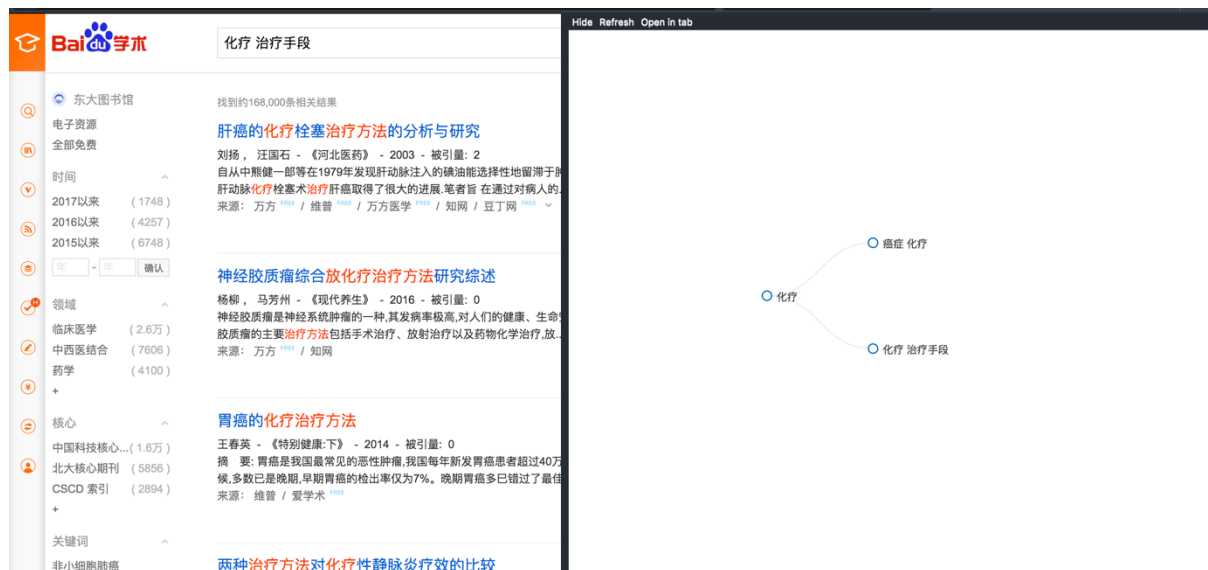 Hide Refresh Open in tab
Bai du 学术
化疗 治疗手段
东大图书馆
电子资源
全部免费
时间
2017以来 (1748)
2016以来 (4257)
2015以来 (6748)
年 - 年 确认
领域
临床医学 (2.6万)
中西医结合 (7606)
药学 (4100)
+
核心
中国科技核心...(1.6万)
北大核心期刊 (5856)
CSCD 索引 (2894)
+
关键词
非小细胞肺癌
找到约168,000条相关结果
肝癌的化疗栓塞治疗方法的分析与研究
刘扬， 汪国石 - 《河北医药》 - 2003 - 被引量: 2
自从中熊健一郎等在1979年发现肝动脉注入的碘油能选择性地留滞于
肝动脉化疗栓塞术治疗肝癌取得了很大的进展.笔者旨 在通过对病人的..
来源： 万方 FREE / 维普 FREE / 万方医学 FREE / 知网 / 豆丁网 FREE
神经胶质瘤综合放化疗治疗方法研究综述
杨柳， 马芳州 - 《现代养生》 - 2016 - 被引量: 0
神经胶质瘤是神经系统肿瘤的一种,其发病率极高,对人们的健康、生命
胶质瘤的主要治疗方法包括手术治疗、放射治疗以及药物化学治疗,放...
来源： 万方 FREE / 知网
胃癌的化疗治疗方法
王春英 - 《特别健康:下》 - 2014 - 被引量: 0
摘 要: 胃癌是我国最常见的恶性肿瘤,我国每年新发胃癌患者超过40万
候,多数已是晚期,早期胃癌的检出率仅为7%。晚期胃癌多已错过了最佳
来源： 维普 / 爱学术 FREE
两种治疗方法对化疗性静脉炎疗效的比较
癌症 化疗
化疗
化疗 治疗手段